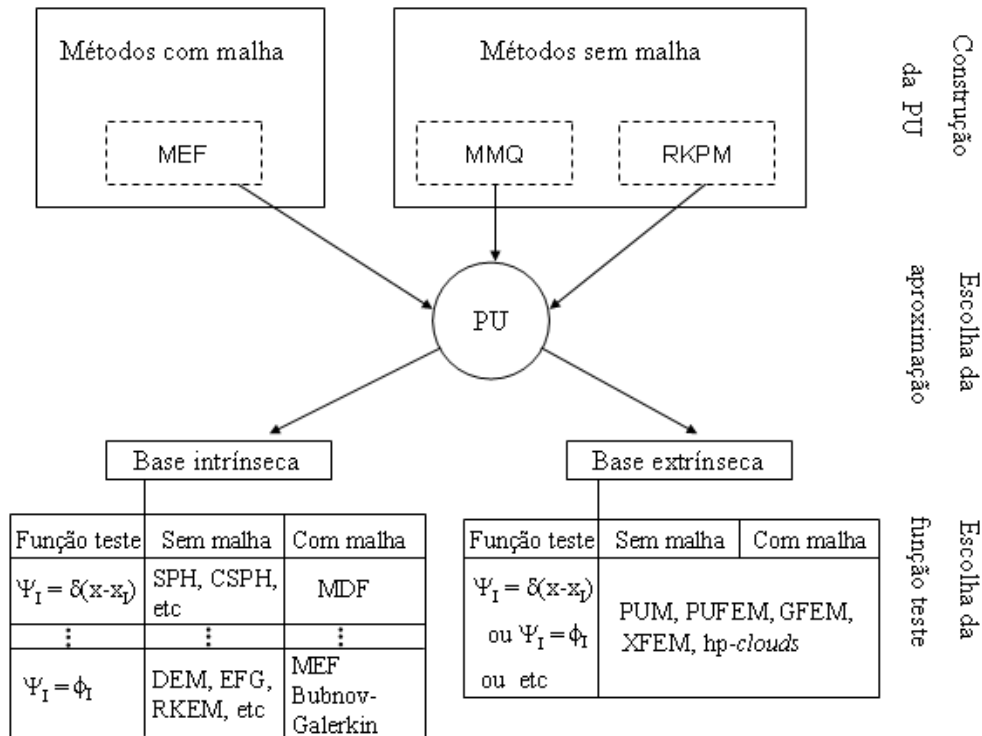 Métodos com malha
Métodos sem malha
MEF
MMQ
RKPM
Construção
da PU
PU
Escolha da
aproximação
Base intrínseca
Base extrínseca
Função teste
Sem malha
Com malha
Ψ_I = δ(x-x_I)
SPH, CSPH,
etc
MDF
⋮ ⋮ ⋮
Ψ_I = ϕ_I
DEM, EFG,
RKEM, etc
MEF
Bubnov-
Galerkin
Função teste
Sem malha
Com malha
Ψ_I = δ(x-x_I)
ou Ψ_I = ϕ_I
ou etc
PUM, PUFEM, GFEM,
XFEM, hp-clouds
Escolha da
função teste